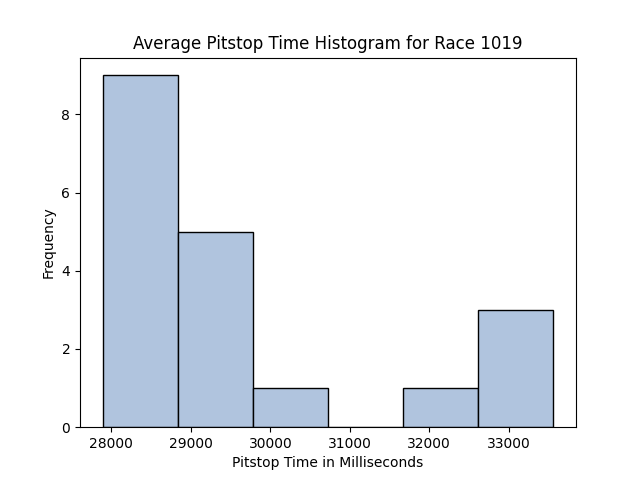 Average Pitstop Time Histogram for Race 1019
8
6
4
2
0
Frequency
28000 29000 30000 31000 32000 33000
Pitstop Time in Milliseconds